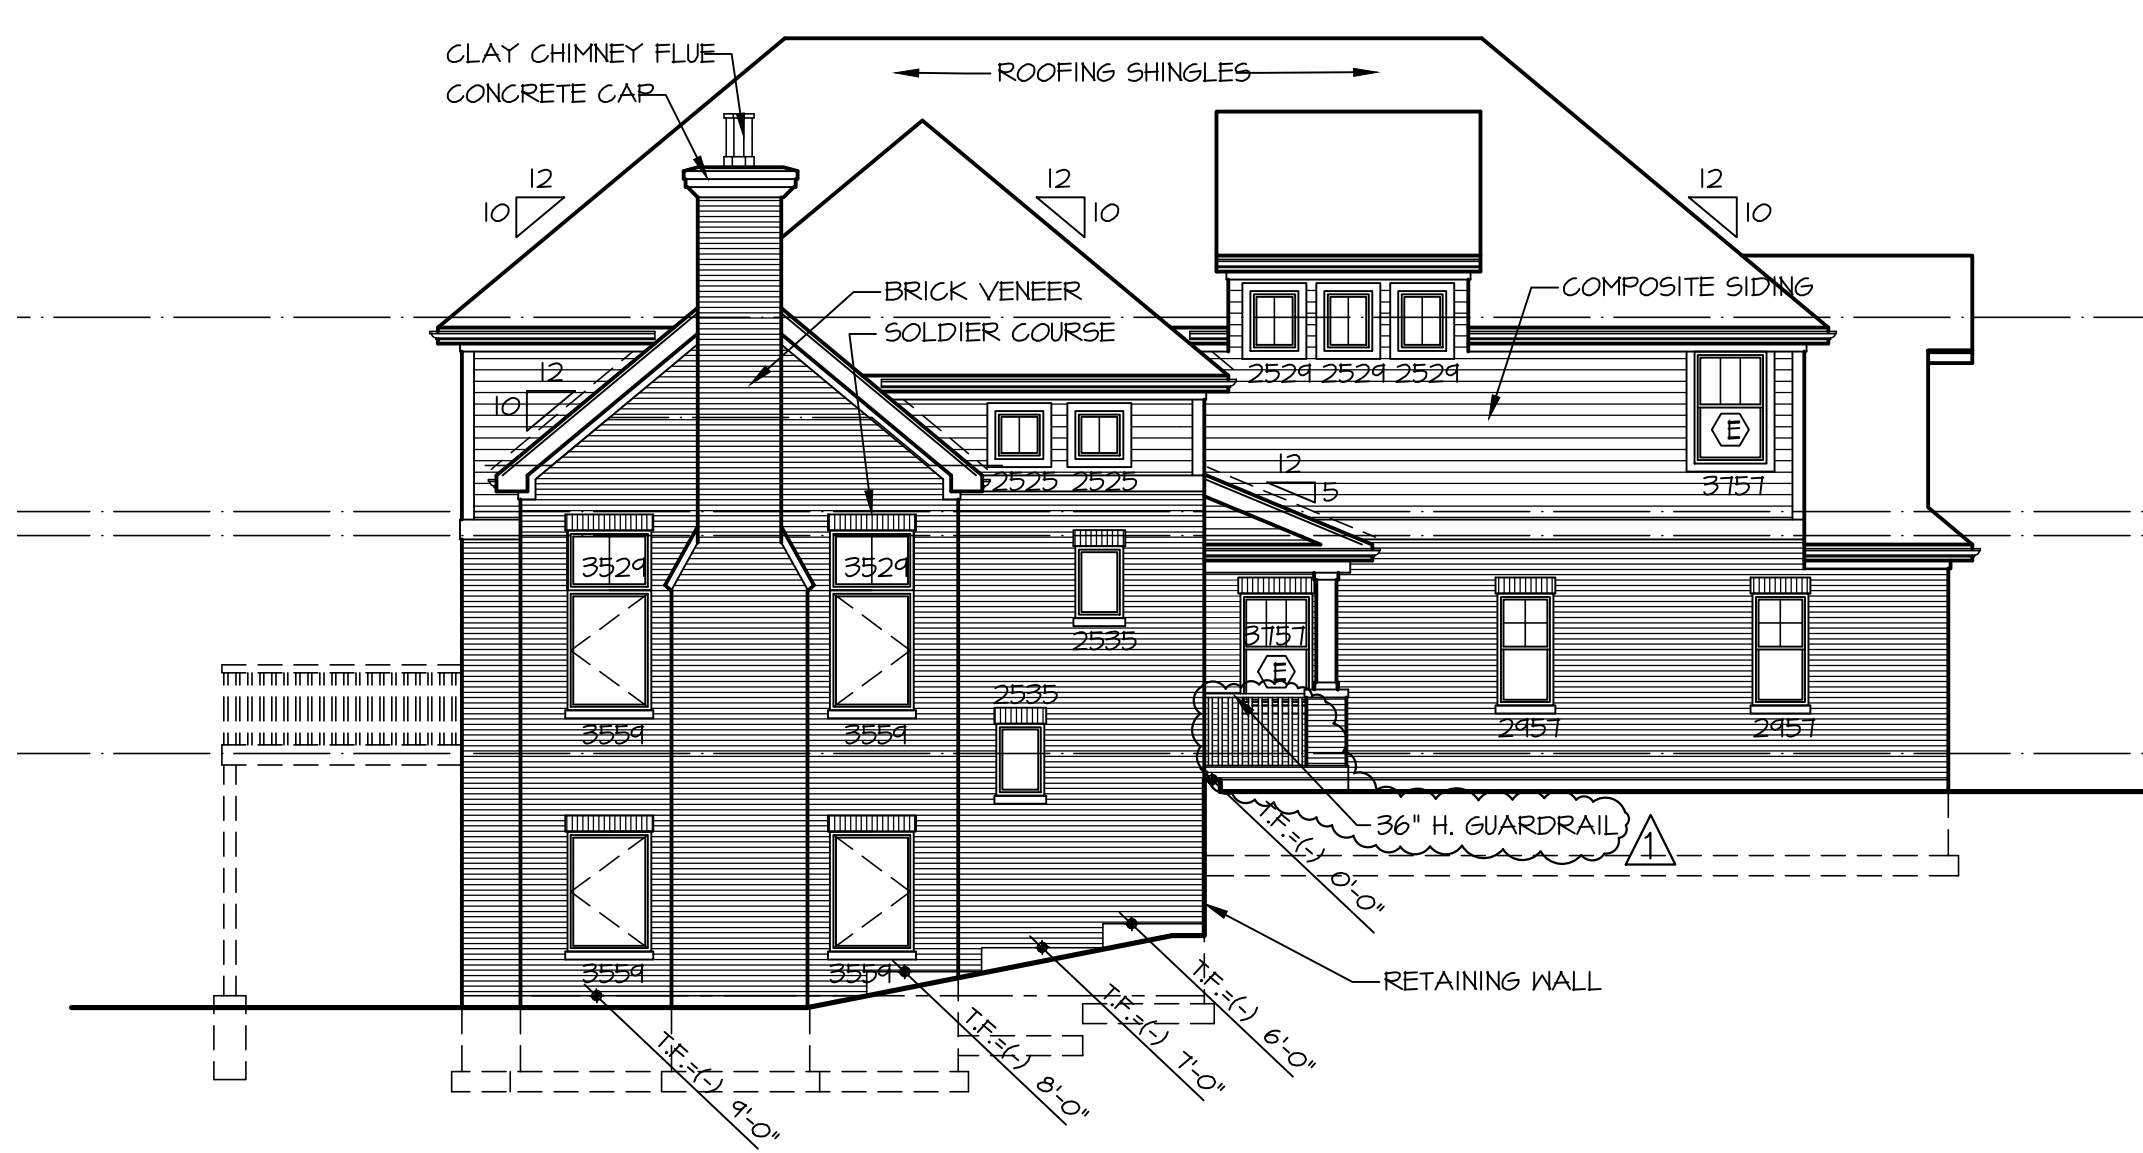 CLAY CHIMNEY FLUE
ROOFING SHINGLES
CONCRETE CAP
12
10
12
10
12
10
BRICK VENEER
COMPOSITE SIDING
SOLDIER COURSE
12
10
2529 2529 2529
E
2525 2525
12
5
3757
3529
3529
2535
3757
E
2535
3559
3559
2957
2957
36" H. GUARDRAIL
1
T.F.=(-) 0'-0"
3559
3559
RETAINING WALL
T.F.=(-) 6'-0"
T.F.=(-) 7'-0"
T.F.=(-) 8'-0"
T.F.=(-) 9'-0"